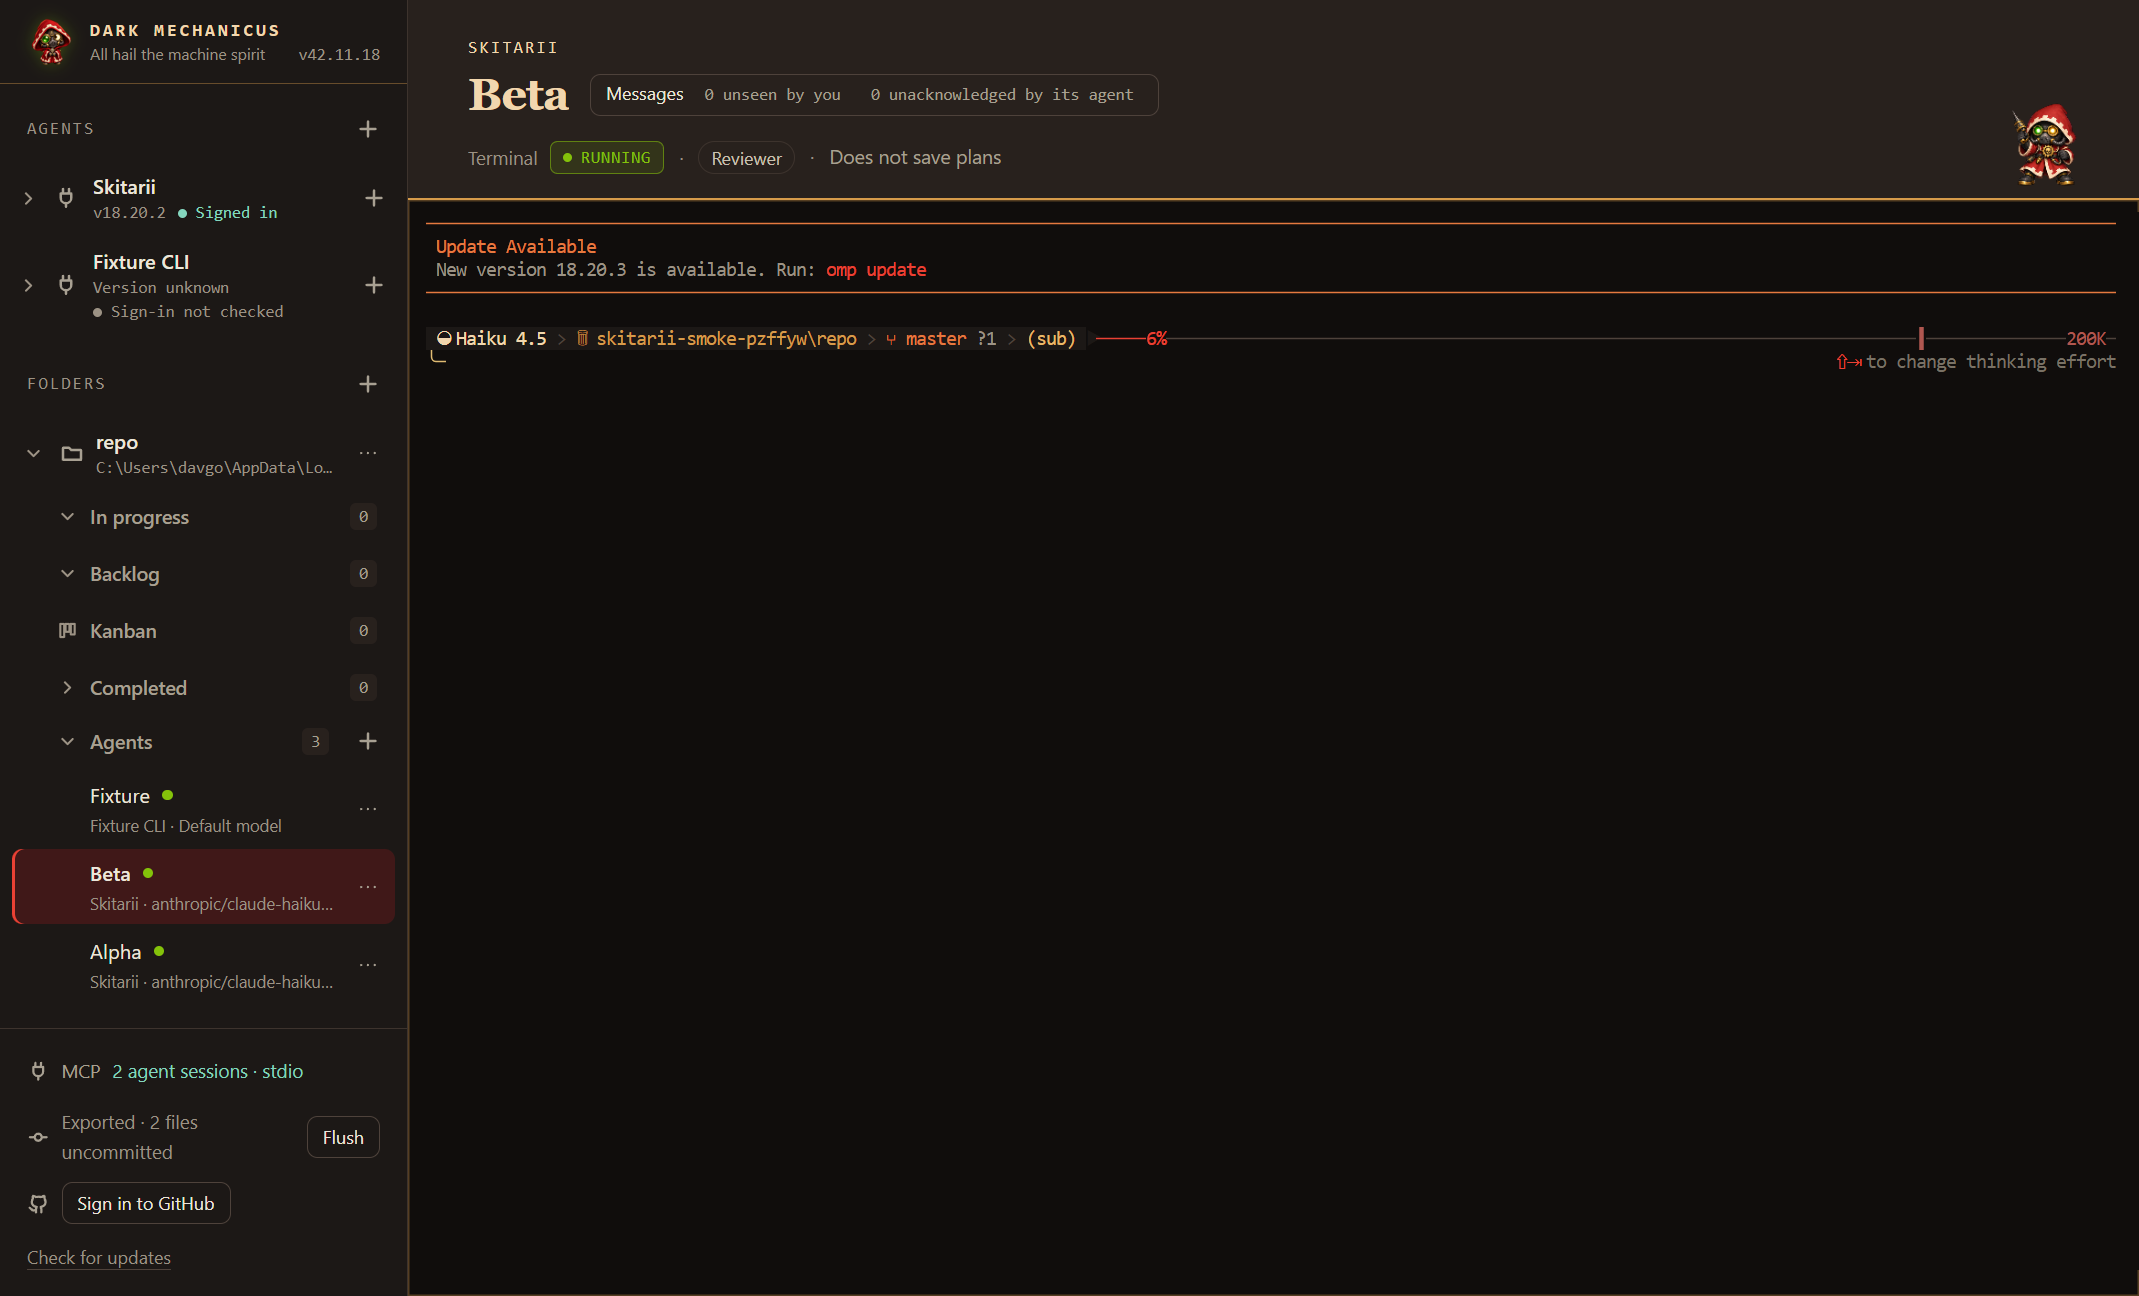 DARK MECHANICUS
All hail the machine spirit v42.11.18
AGENTS
Skitarii
v18.20.2 ● Signed in
Fixture CLI
Version unknown
● Sign-in not checked
FOLDERS
repo
C:\Users\davgo\AppData\Lo…
In progress 0
Backlog 0
Kanban 0
Completed 0
Agents 3
Fixture
Fixture CLI · Default model
Beta
Skitarii · anthropic/claude-haiku…
Alpha
Skitarii · anthropic/claude-haiku…
MCP 2 agent sessions · stdio
Exported · 2 files
uncommitted
Flush
Sign in to GitHub
Check for updates
SKITARII
Beta Messages 0 unseen by you 0 unacknowledged by its agent
Terminal ● RUNNING · Reviewer · Does not save plans
Update Available
New version 18.20.3 is available. Run: omp update
Haiku 4.5 > skitarii-smoke-pzffyw\repo > master ?1 > (sub) 6% 200K
⇧⇥ to change thinking effort